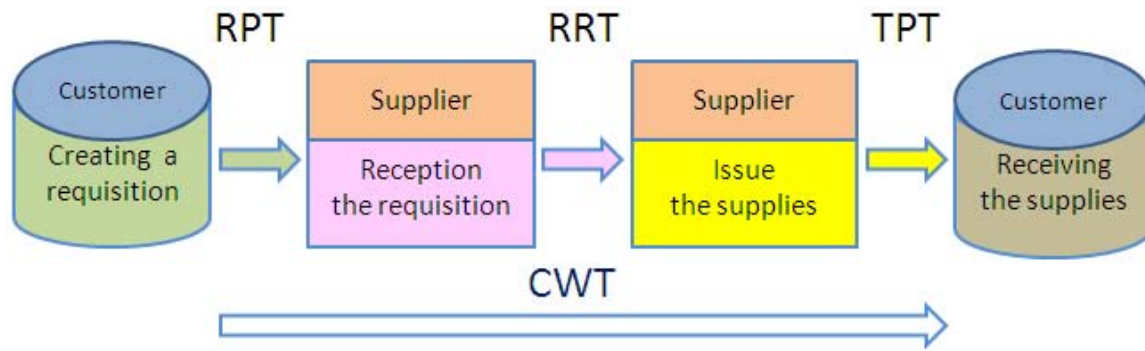 RPT
RRT
TPT
Customer
Creating a
requisition
Supplier
Reception
the requisition
Supplier
Issue
the supplies
Customer
Receiving
the supplies
CWT